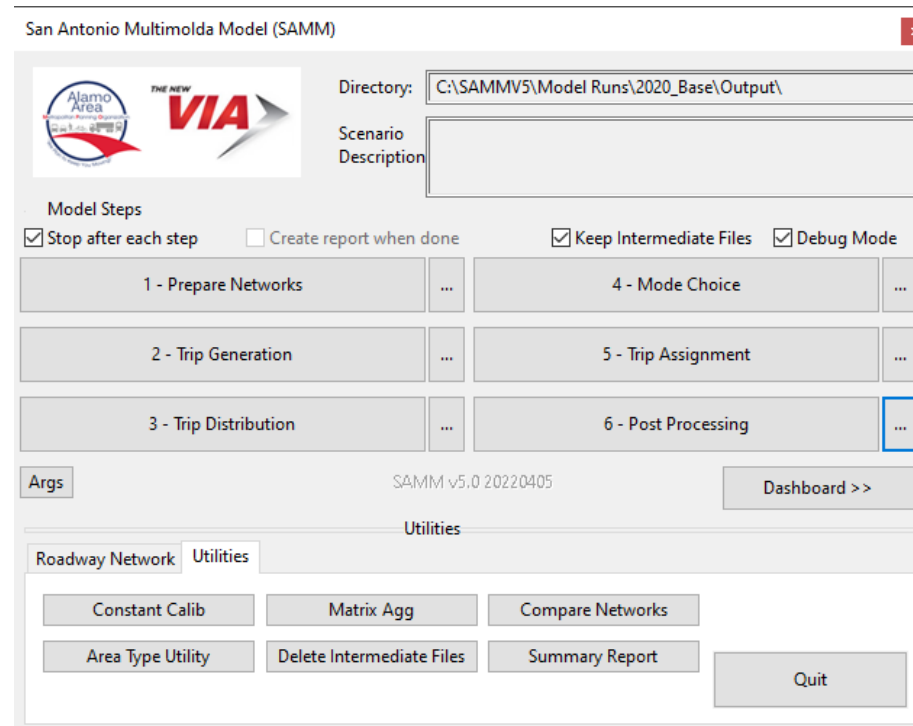 San Antonio Multimolda Model (SAMM)
Alamo
Area
Metropolitan Planning Organization
THE NEW
VIA
Directory: C:\SAMMV5\Model Runs\2020_Base\Output\
Scenario
Description
Model Steps
Stop after each step Create report when done Keep Intermediate Files Debug Mode
1 - Prepare Networks ... 4 - Mode Choice ...
2 - Trip Generation ... 5 - Trip Assignment ...
3 - Trip Distribution ... 6 - Post Processing ...
Args SAMM v5.0 20220405 Dashboard >>
Utilities
Roadway Network Utilities
Constant Calib Matrix Agg Compare Networks
Area Type Utility Delete Intermediate Files Summary Report
Quit